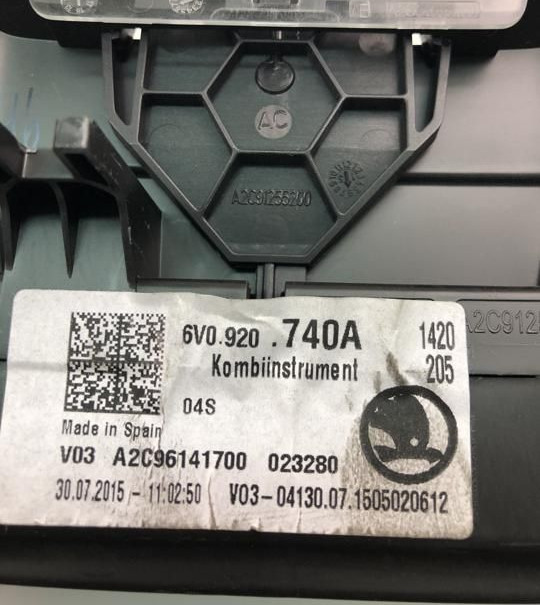 AC
A2C91255200
A2C912
6V0.920 .740A 1420
Kombiinstrument 205
04S
Made in Spain
V03 A2C96141700 023280
30.07.2015 - 11:02:50 V03-04130.07.1505020612